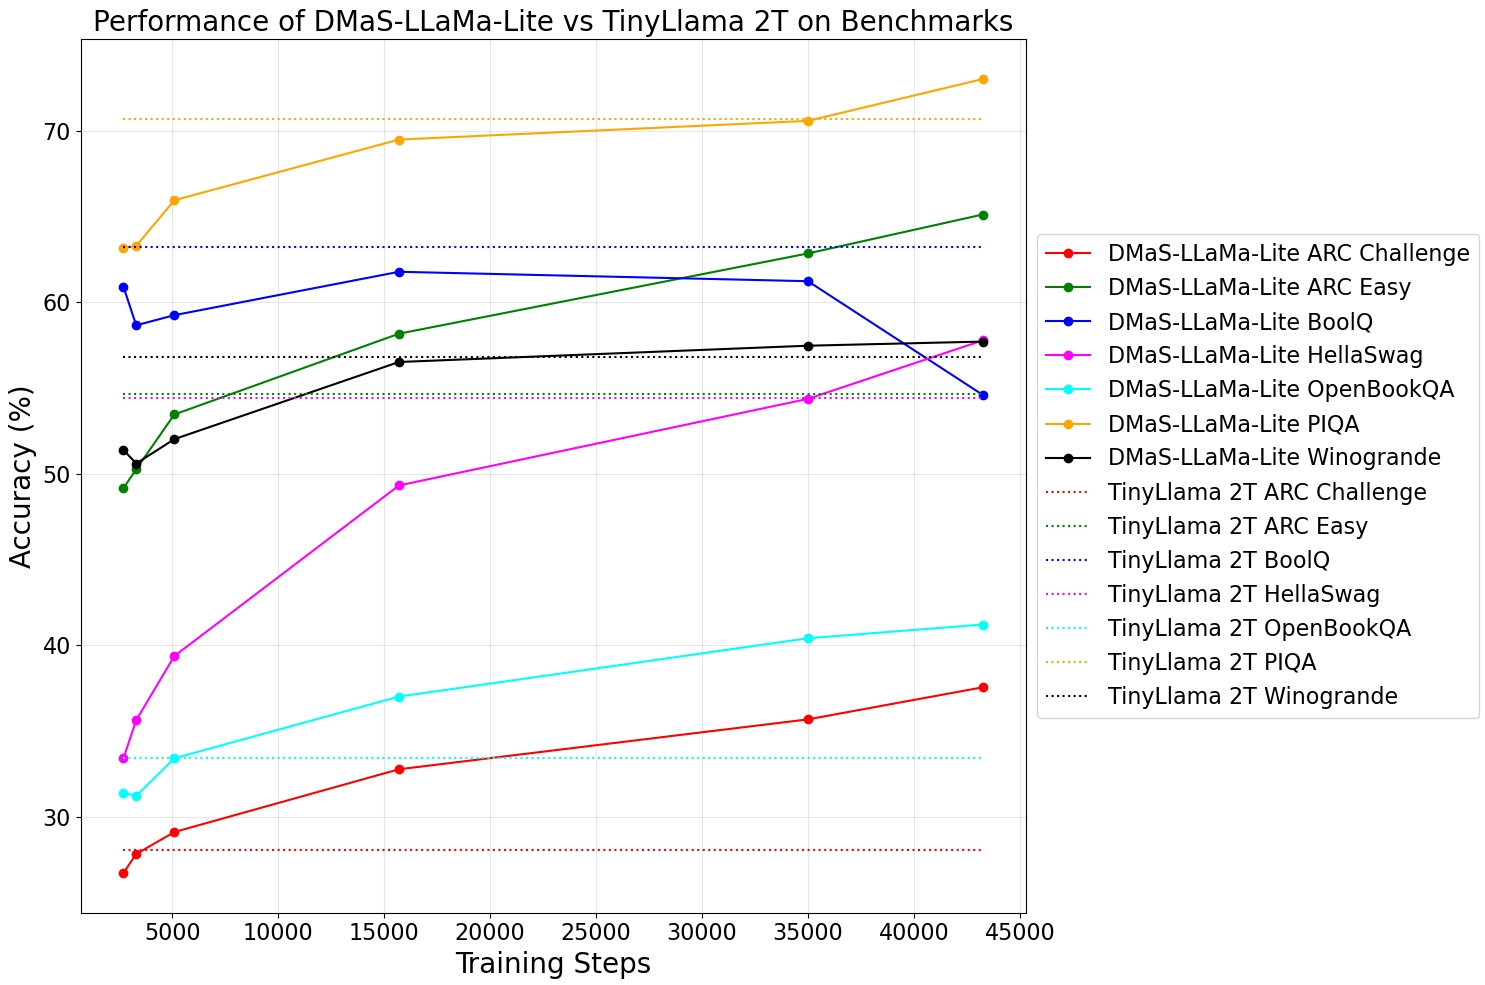 Performance of DMaS-LLaMa-Lite vs TinyLlama 2T on Benchmarks
Accuracy (%)
70
60
50
40
30
5000 10000 15000 20000 25000 30000 35000 40000 45000
Training Steps
DMaS-LLaMa-Lite ARC Challenge
DMaS-LLaMa-Lite ARC Easy
DMaS-LLaMa-Lite BoolQ
DMaS-LLaMa-Lite HellaSwag
DMaS-LLaMa-Lite OpenBookQA
DMaS-LLaMa-Lite PIQA
DMaS-LLaMa-Lite Winogrande
TinyLlama 2T ARC Challenge
TinyLlama 2T ARC Easy
TinyLlama 2T BoolQ
TinyLlama 2T HellaSwag
TinyLlama 2T OpenBookQA
TinyLlama 2T PIQA
TinyLlama 2T Winogrande